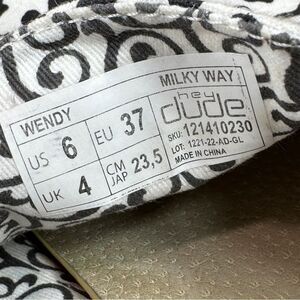 WENDY
MILKY WAY
US 6
EU 37
hey dude
UK 4
CM JAP 23,5
SKU: 121410230
LOT: 1221-22-AD-GL
MADE IN CHINA